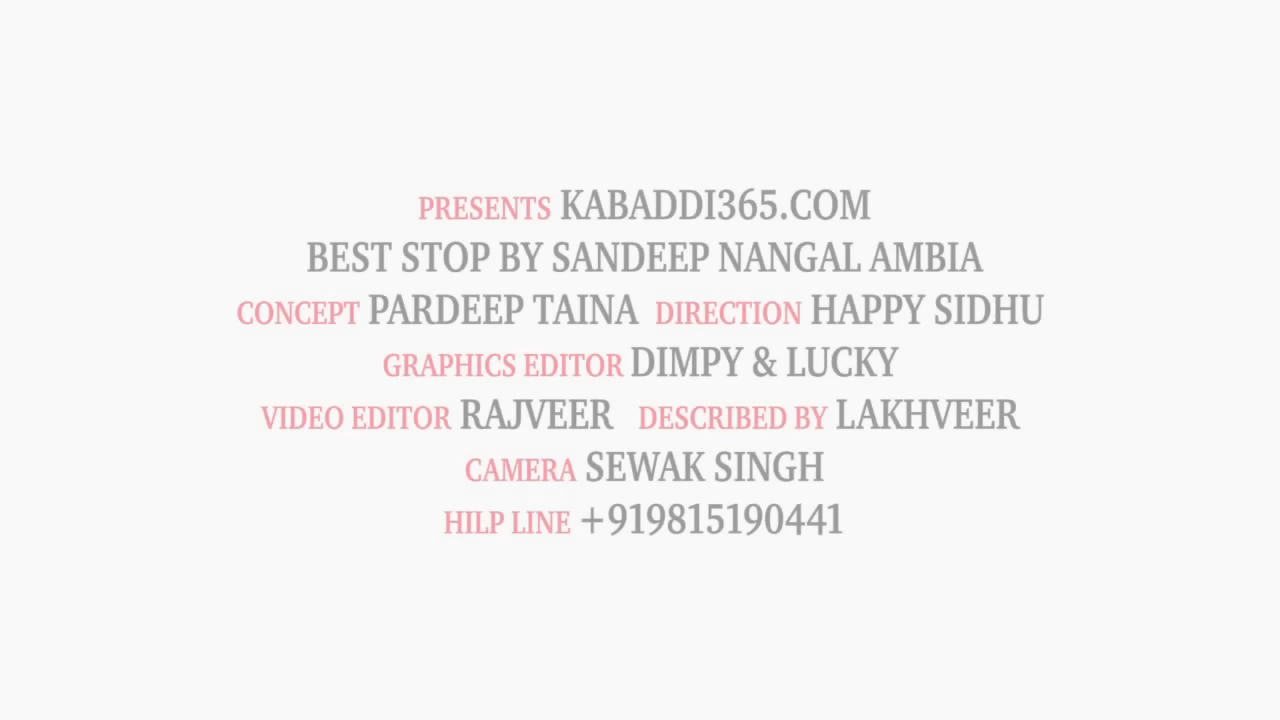 PRESENTS KABADDI365.COM
BEST STOP BY SANDEEP NANGAL AMBIA
CONCEPT PARDEEP TAINA DIRECTION HAPPY SIDHU
GRAPHICS EDITOR DIMPY & LUCKY
VIDEO EDITOR RAJVEER DESCRIBED BY LAKHVEER
CAMERA SEWAK SINGH
HILP LINE +919815190441